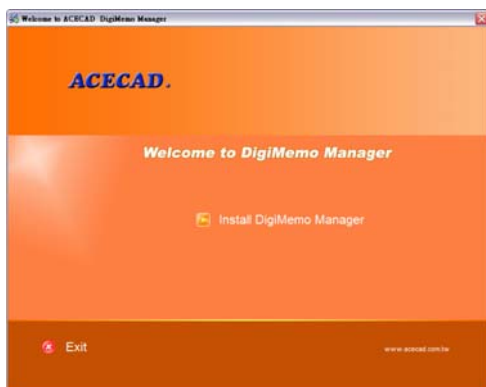 Welcome to ACECAD DigiMemo Manager
ACECAD.
Welcome to DigiMemo Manager
Install DigiMemo Manager
Exit
www.acecad.com.tw